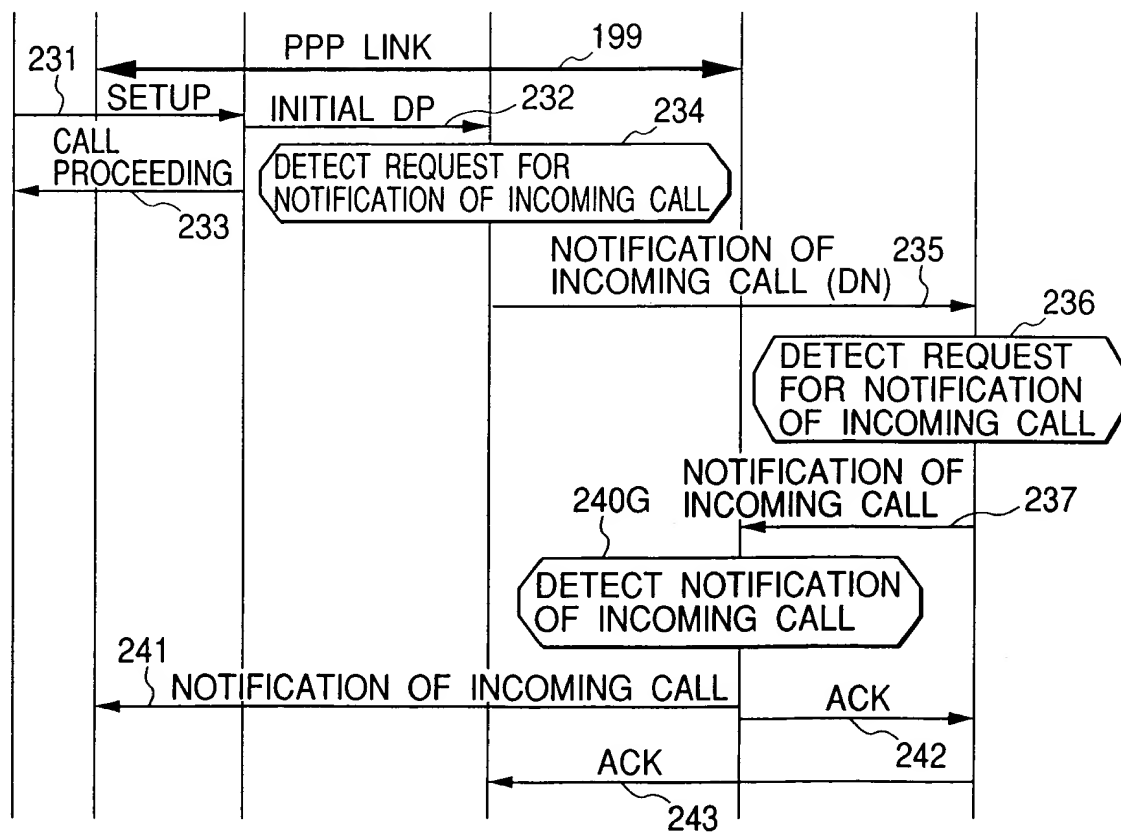 PPP LINK
199
231
SETUP
INITIAL DP
232
234
CALL
PROCEEDING
233
DETECT REQUEST FOR
NOTIFICATION OF INCOMING CALL
NOTIFICATION OF
INCOMING CALL (DN)
235
236
DETECT REQUEST
FOR NOTIFICATION
OF INCOMING CALL
NOTIFICATION OF
INCOMING CALL
237
240G
DETECT NOTIFICATION
OF INCOMING CALL
241
NOTIFICATION OF INCOMING CALL
ACK
242
ACK
243